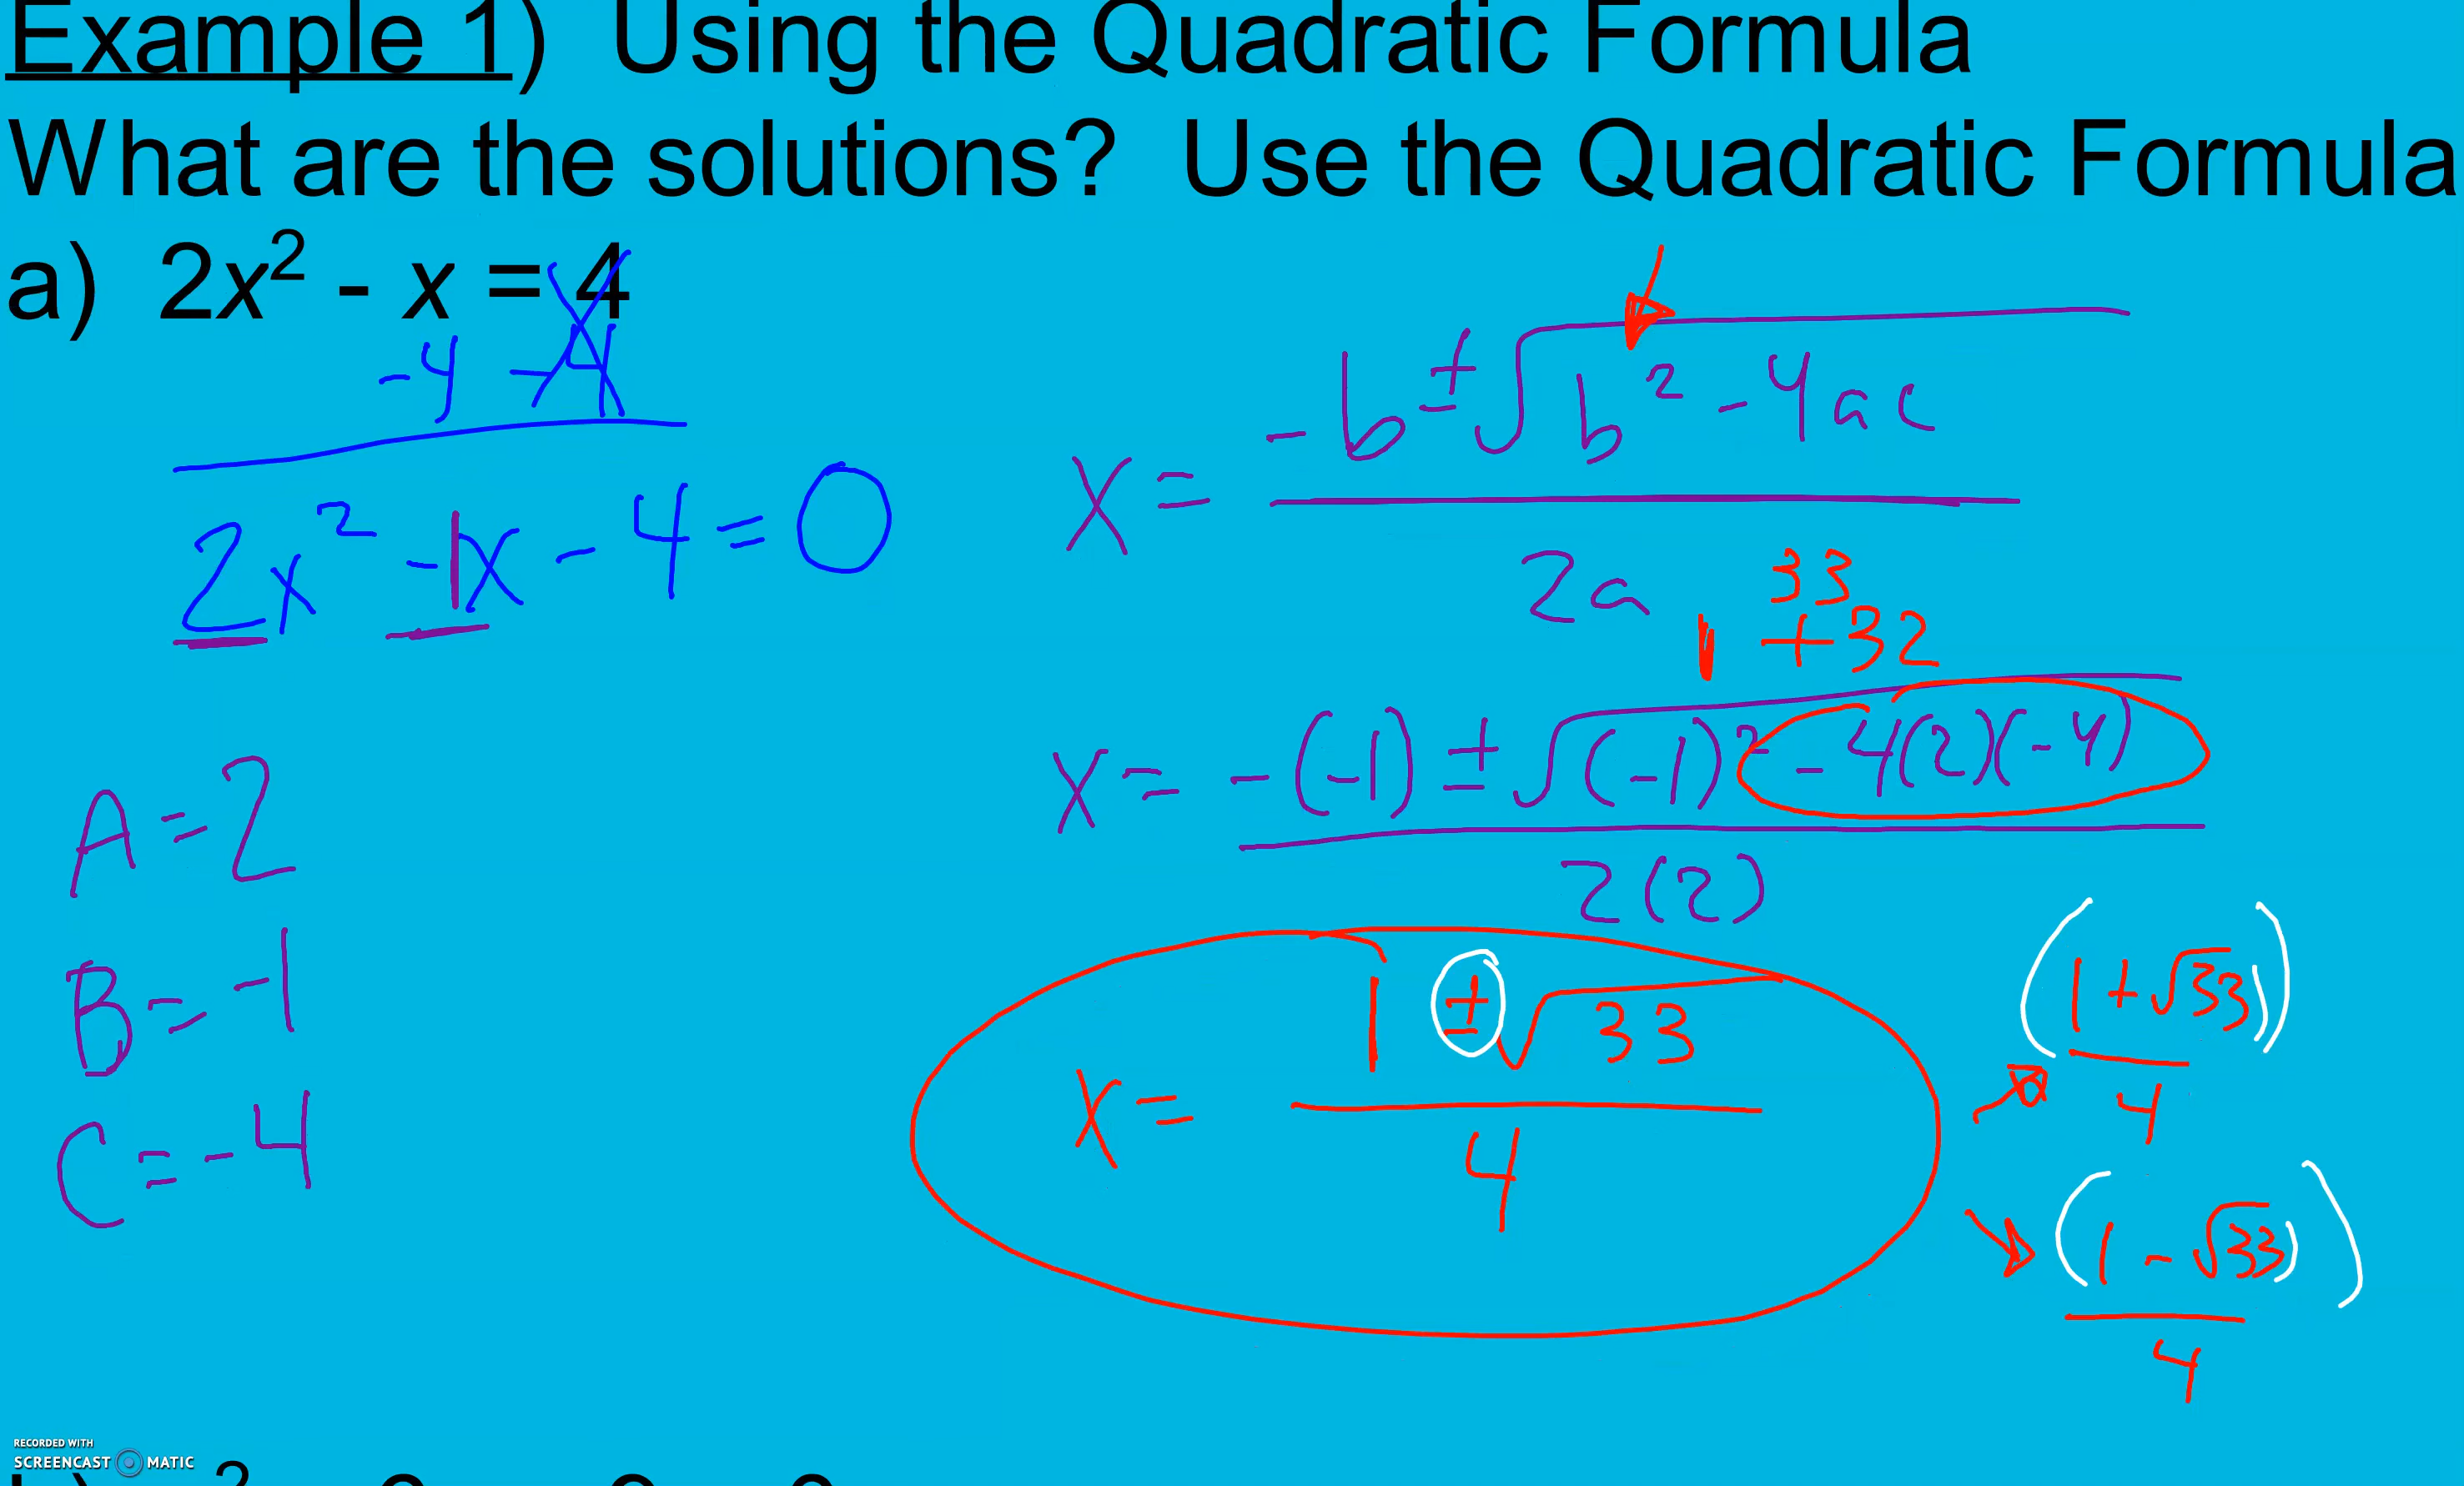 Example 1) Using the Quadratic Formula
What are the solutions? Use the Quadratic Formula
a) 2x² - x = 4
-4 -4
2x² - 1x - 4 = 0
x = -b ± √b² - 4ac
2a
33
1 + 32
x = -(-1) ± √(-1)² - 4(2)(-4)
2(2)
A = 2
B = -1
C = -4
x = 1 ± √33
4
(1 + √33)
4
(1 - √33)
4
RECORDED WITH
SCREENCAST MATIC